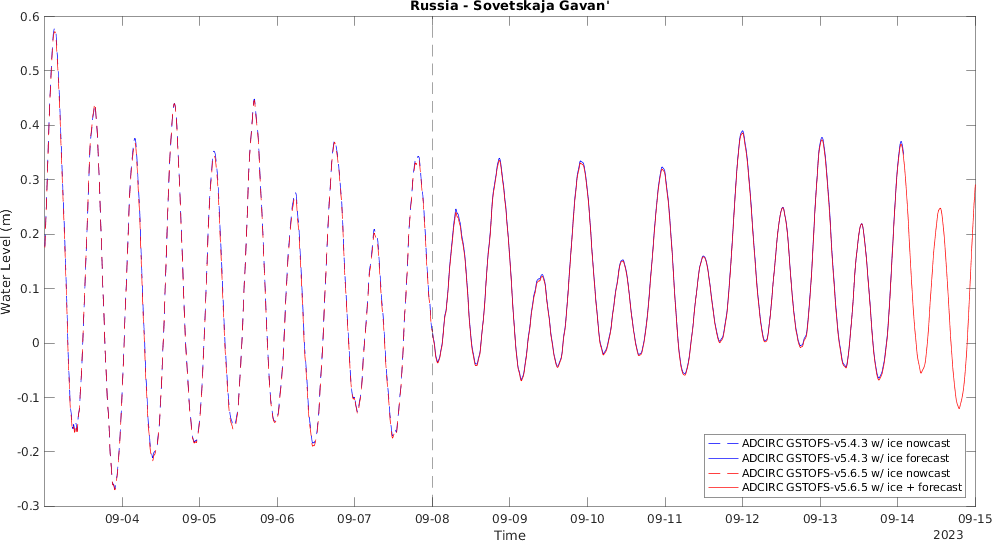 Russia - Sovetskaja Gavan'
0.6
0.5
0.4
0.3
0.2
0.1
0
-0.1
-0.2
-0.3
Water Level (m)
ADCIRC GSTOFS-v5.4.3 w/ ice nowcast
ADCIRC GSTOFS-v5.4.3 w/ ice forecast
ADCIRC GSTOFS-v5.6.5 w/ ice nowcast
ADCIRC GSTOFS-v5.6.5 w/ ice + forecast
09-04 09-05 09-06 09-07 09-08 09-09 09-10 09-11 09-12 09-13 09-14 09-15
Time
2023